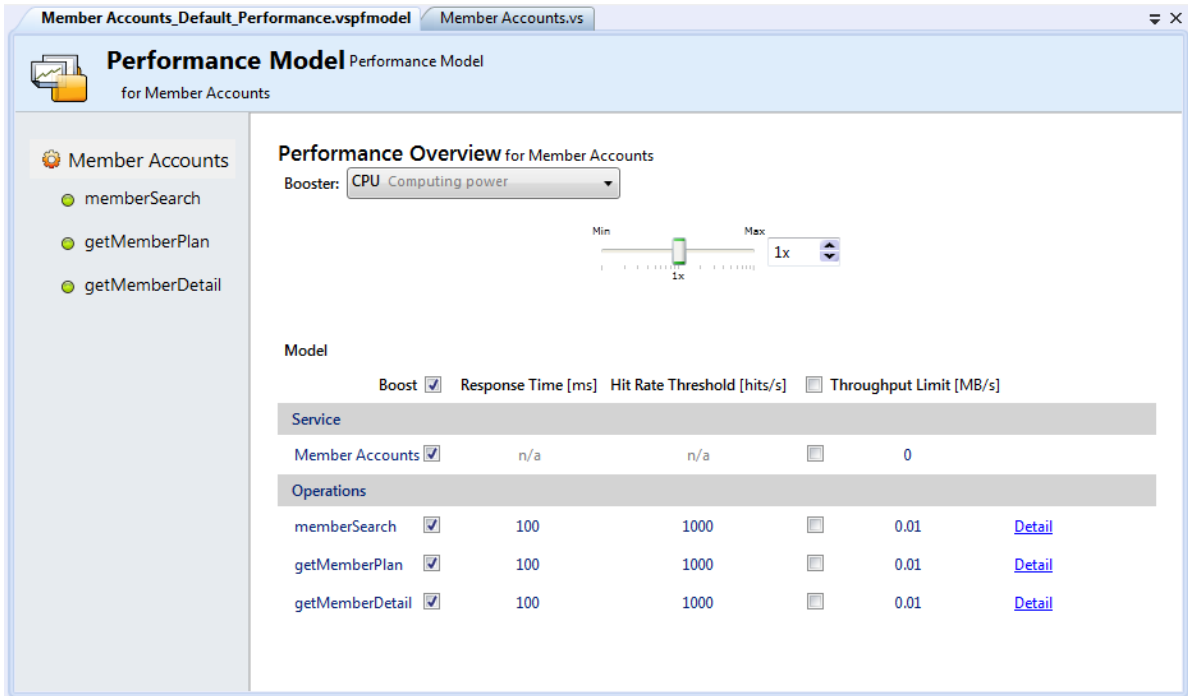 Member Accounts_Default_Performance.vspfmodel Member Accounts.vs
Performance Model Performance Model
for Member Accounts
Member Accounts
memberSearch
getMemberPlan
getMemberDetail
Performance Overview for Member Accounts
Booster: CPU Computing power
Min Max
1x
1x
Model
Boost Response Time [ms] Hit Rate Threshold [hits/s] Throughput Limit [MB/s]
Service
Member Accounts n/a n/a 0
Operations
memberSearch 100 1000 0.01 Detail
getMemberPlan 100 1000 0.01 Detail
getMemberDetail 100 1000 0.01 Detail